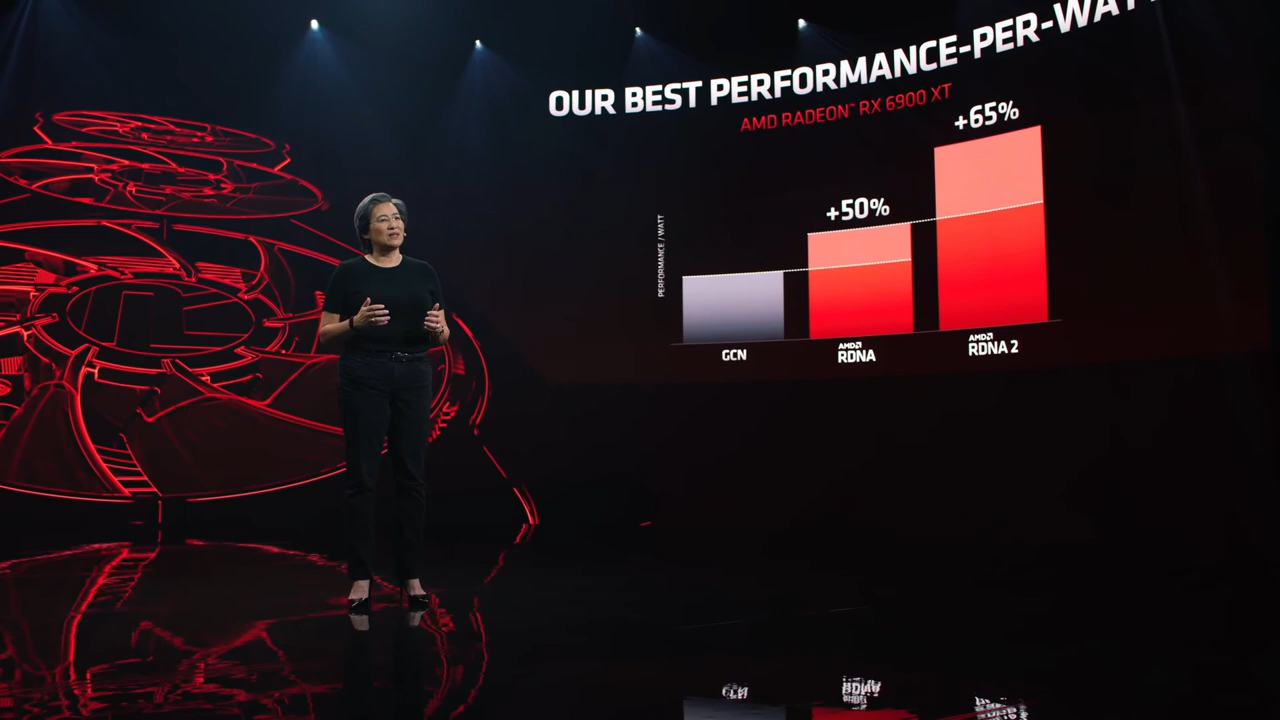 OUR BEST PERFORMANCE-PER-WATT
AMD RADEON™ RX 6900 XT
+65%
+50%
PERFORMANCE / WATT
GCN
AMD
RDNA
AMD
RDNA 2